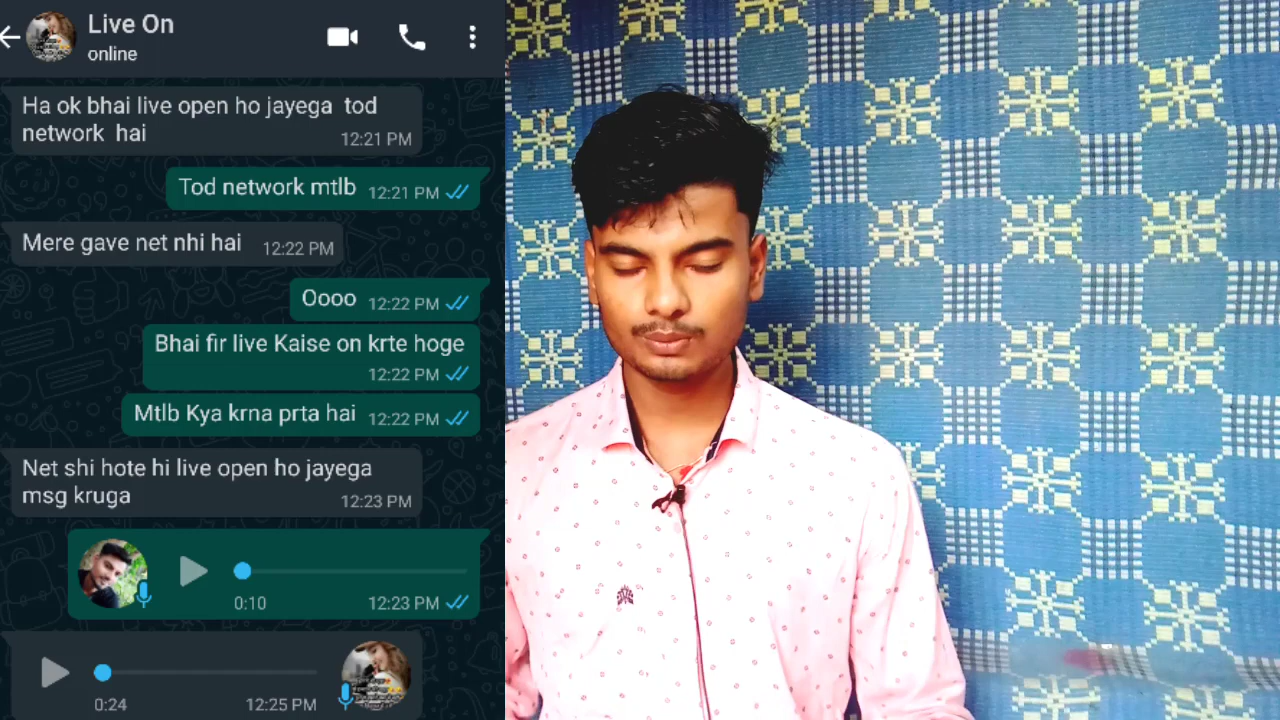 Live On
online
Ha ok bhai live open ho jayega tod
network hai
12:21 PM
Tod network mtlb 12:21 PM
Mere gave net nhi hai 12:22 PM
Oooo 12:22 PM
Bhai fir live Kaise on krte hoge
12:22 PM
Mtlb Kya krna prta hai 12:22 PM
Net shi hote hi live open ho jayega
msg kruga
12:23 PM
0:10 12:23 PM
0:24 12:25 PM